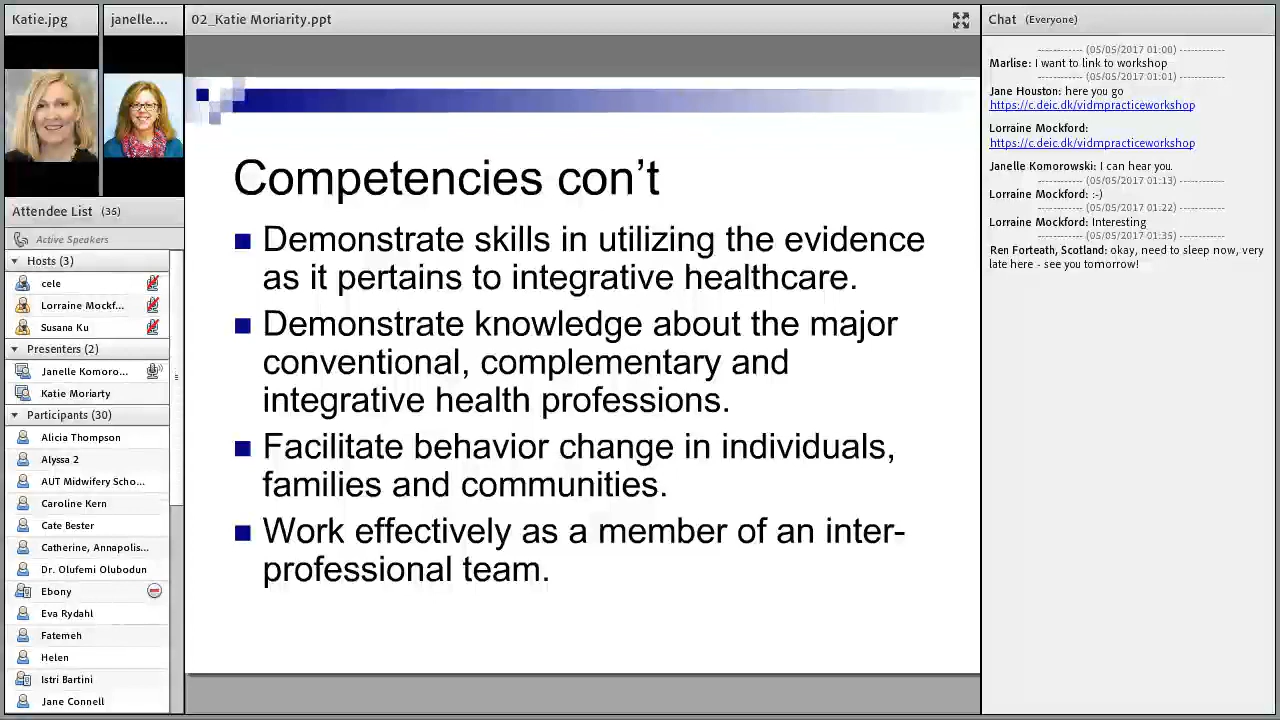 Katie.jpg
janelle....
02_Katie Moriarity.ppt
Attendee List (35)
Active Speakers
Hosts (3)
cele
Lorraine Mockf...
Susana Ku
Presenters (2)
Janelle Komoro...
Katie Moriarty
Participants (30)
Alicia Thompson
Alyssa 2
AUT Midwifery Scho...
Caroline Kern
Cate Bester
Catherine, Annapolis...
Dr. Olufemi Olubodun
Ebony
Eva Rydahl
Fatemeh
Helen
Istri Bartini
Jane Connell
Competencies con’t
Demonstrate skills in utilizing the evidence
as it pertains to integrative healthcare.
Demonstrate knowledge about the major
conventional, complementary and
integrative health professions.
Facilitate behavior change in individuals,
families and communities.
Work effectively as a member of an inter-
professional team.
Chat (Everyone)
------------ (05/05/2017 01:00) ------------
Marlise: I want to link to workshop
------------ (05/05/2017 01:01) ------------
Jane Houston: here you go
https://c.deic.dk/vidmpracticeworkshop
Lorraine Mockford:
https://c.deic.dk/vidmpracticeworkshop
Janelle Komorowski: I can hear you.
------------ (05/05/2017 01:13) ------------
Lorraine Mockford: :-)
------------ (05/05/2017 01:22) ------------
Lorraine Mockford: Interesting
------------ (05/05/2017 01:35) ------------
Ren Forteath, Scotland: okay, need to sleep now, very
late here - see you tomorrow!